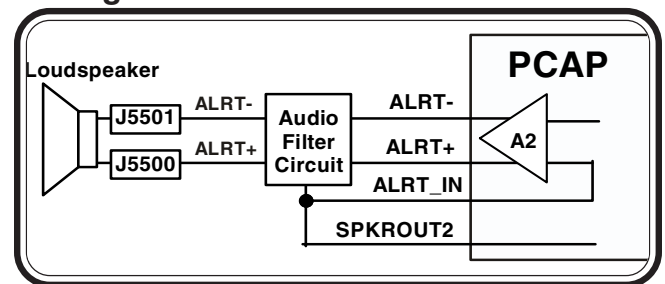 PCAP
Loudspeaker
J5501
ALRT-
Audio
Filter
Circuit
ALRT-
A2
J5500
ALRT+
ALRT+
ALRT_IN
SPKROUT2